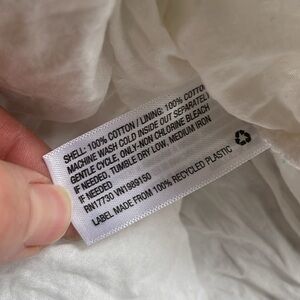 SHELL: 100% COTTON / LINING: 100% COTTON
MACHINE WASH COLD INSIDE OUT SEPARATELY
GENTLE CYCLE. ONLY-NON CHLORINE BLEACH
IF NEEDED. TUMBLE DRY LOW. MEDIUM IRON
IF NEEDED
RN17730 VN1989150
LABEL MADE FROM 100% RECYCLED PLASTIC